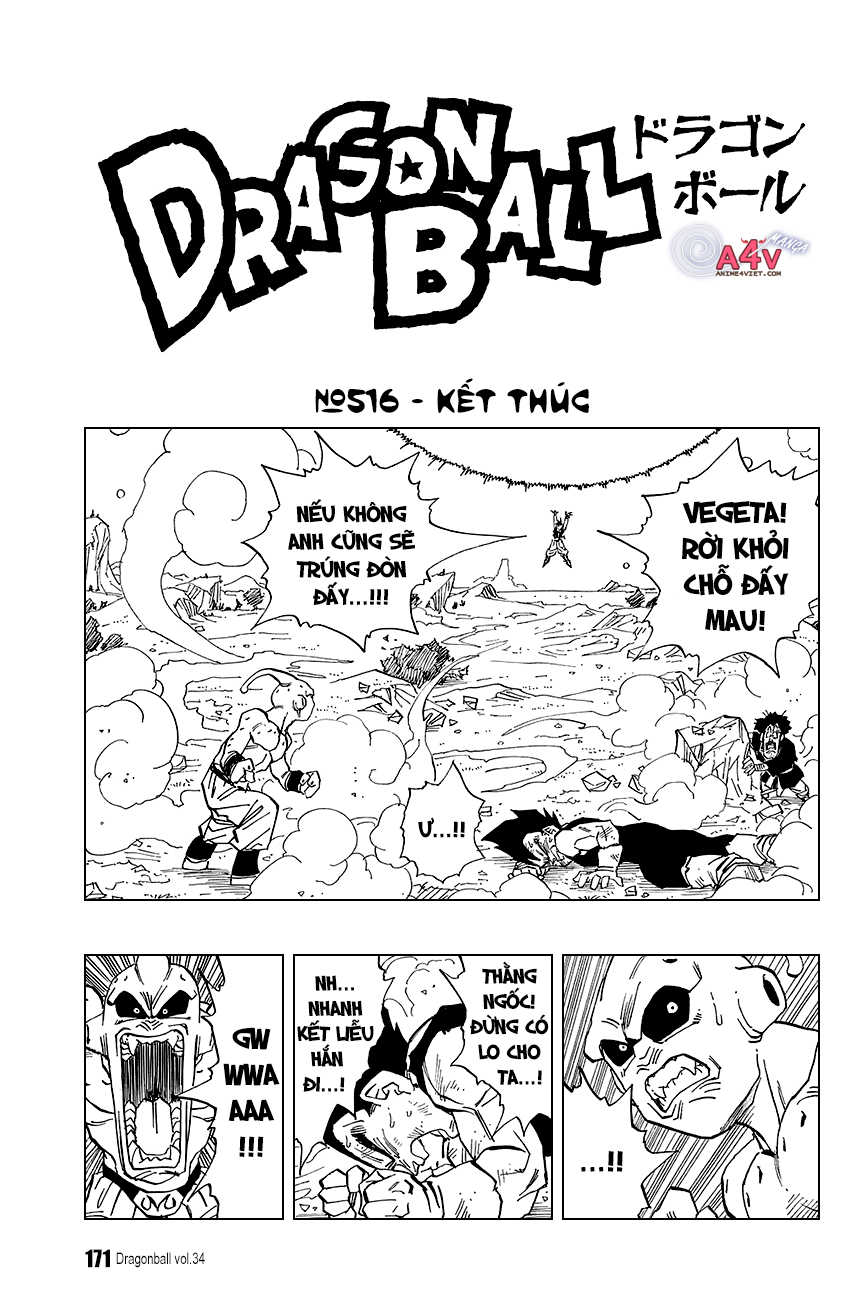 DRAGON BALL
ドラゴン
ボール
A4V MANGA
ANIME4VIET.COM
№516 - KẾT THÚC
VEGETA!
RỜI KHỎI
CHỖ ĐẤY
MAU!
NẾU KHÔNG
ANH CŨNG SẼ
TRÚNG ĐÒN
ĐẤY...!!!
Ư...!!
...!!
THẰNG
NGỐC!
ĐỪNG CÓ
LO CHO
TA...!
NH...
NHANH
KẾT LIỄU
HẮN
ĐI...!
GW
WWA
AAA
!!!
171 Dragonball vol.34